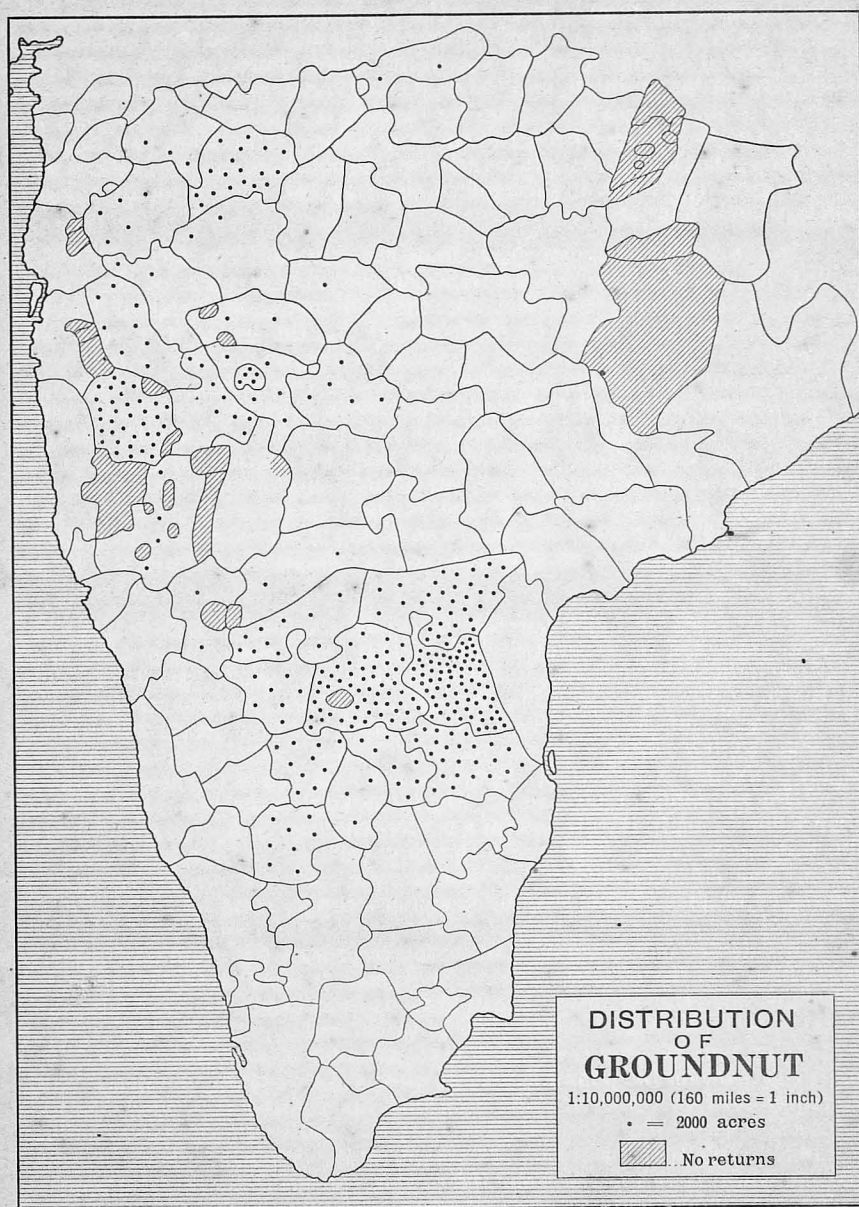 DISTRIBUTION
OF
GROUNDNUT
1:10,000,000 (160 miles = 1 inch)
• = 2000 acres
No returns